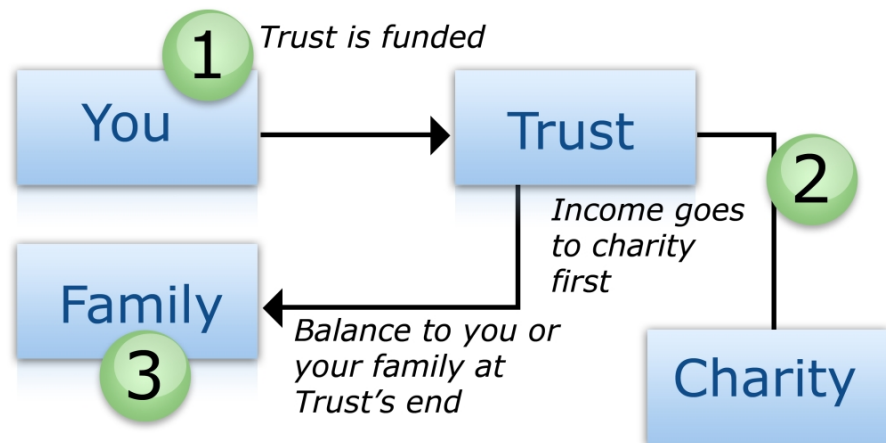 1
Trust is funded
You
Trust
2
Income goes
to charity
first
Family
3
Balance to you or
your family at
Trust's end
Charity